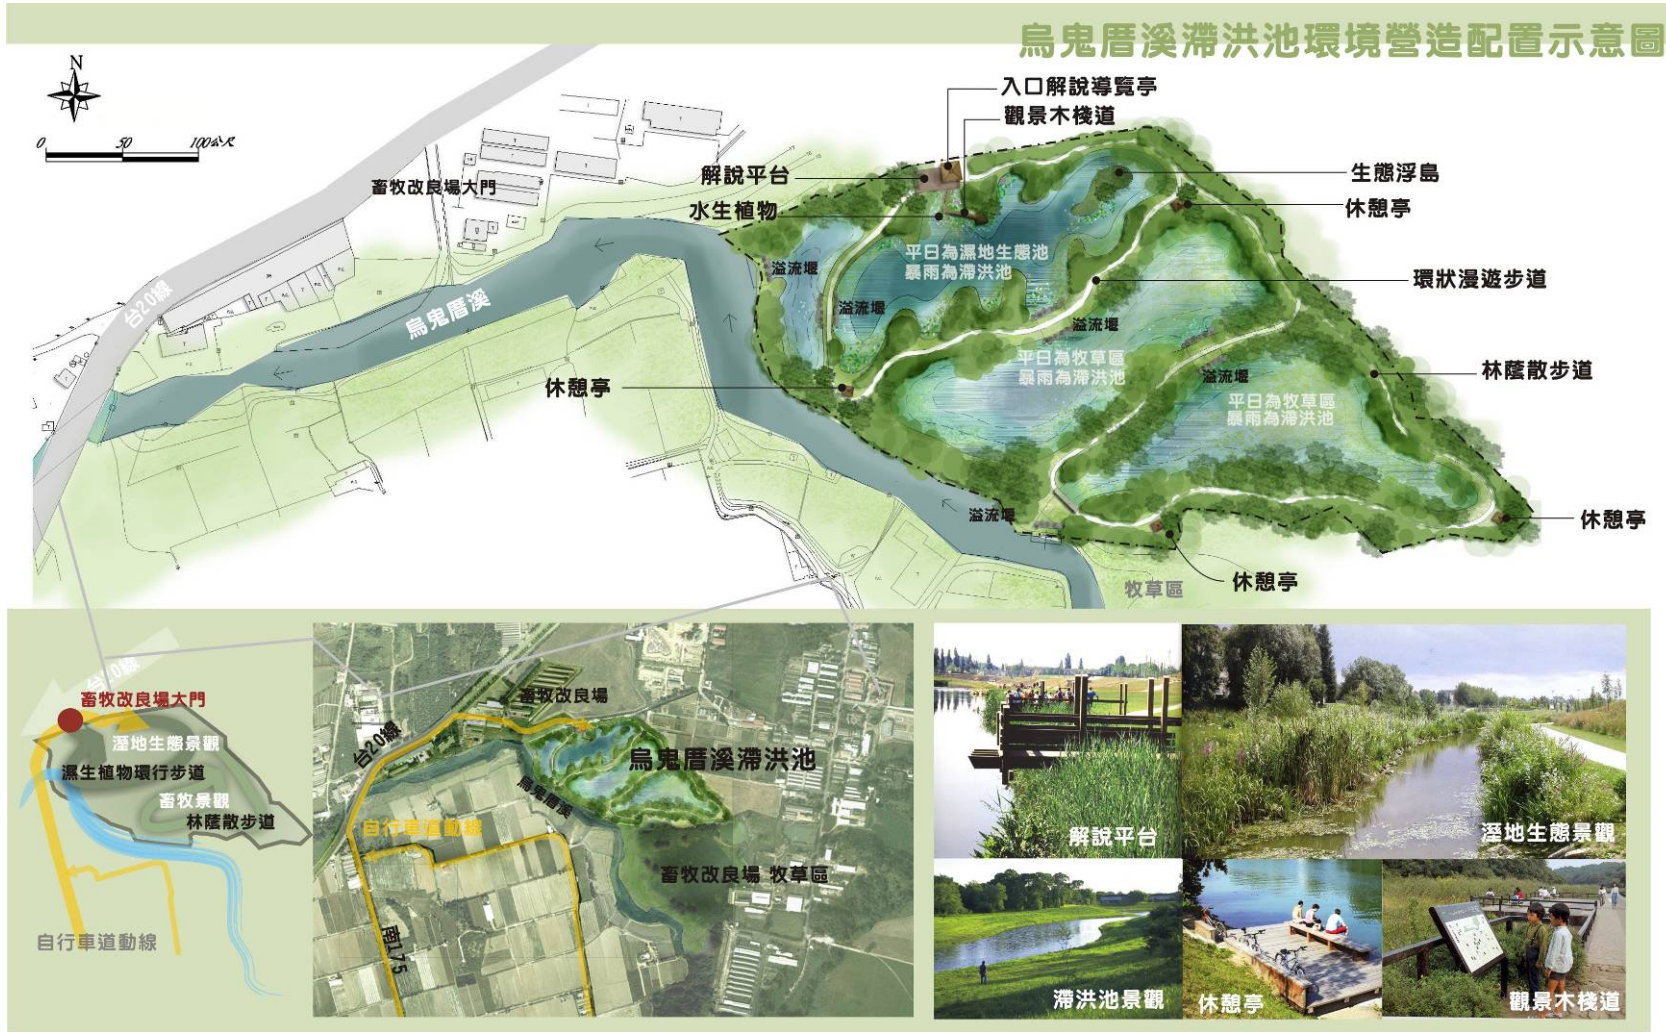 烏鬼厝溪滯洪池環境營造配置示意圖
N
0 50 100公尺
入口解說導覽亭
觀景木棧道
解說平台
水生植物
生態浮島
休憩亭
環狀漫遊步道
林蔭散步道
休憩亭
休憩亭
休憩亭
畜牧改良場大門
台20線
烏鬼厝溪
溢流堰
溢流堰
溢流堰
溢流堰
溢流堰
平日為濕地生態池
暴雨為滯洪池
平日為牧草區
暴雨為滯洪池
平日為牧草區
暴雨為滯洪池
牧草區
台20線
畜牧改良場大門
溼地生態景觀
濕生植物環行步道
畜牧景觀
林蔭散步道
自行車道動線
畜牧改良場
台20線
烏鬼厝溪滯洪池
烏鬼厝溪
自行車道動線
畜牧改良場 牧草區
南175
解說平台
溼地生態景觀
滯洪池景觀
休憩亭
觀景木棧道